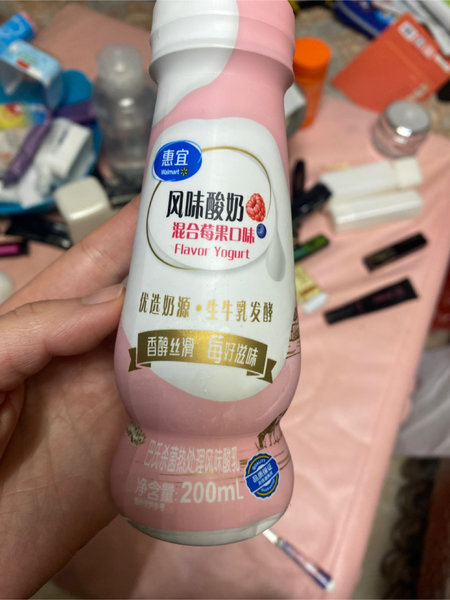 惠宜
Walmart
风味酸奶
混合莓果口味
Flavor Yogurt
优选奶源·生牛乳发酵
香醇丝滑 莓好滋味
巴氏杀菌热处理风味酸乳
净含量:200mL